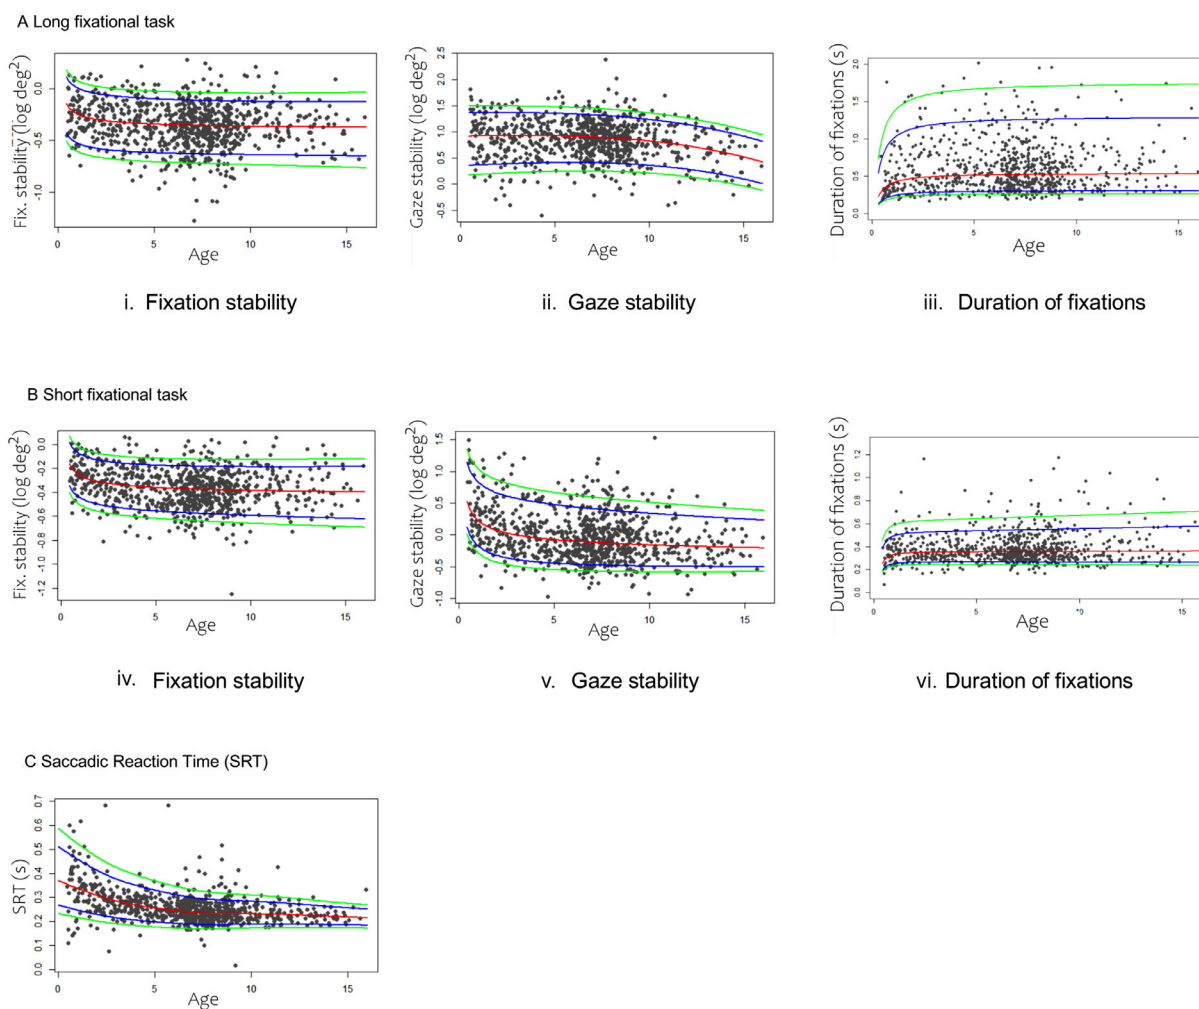 A Long fixational task
Fix. stability (log deg²)
0.0
-0.5
-1.0
0 5 10 15
Age
i. Fixation stability
Gaze stability (log deg²)
2.5
2.0
1.5
1.0
0.5
0.0
-0.5
0 5 10 15
Age
ii. Gaze stability
Duration of fixations (s)
2.0
1.5
1
0.5
0.0
0 5 10 15
Age
iii. Duration of fixations
B Short fixational task
Fix. stability (log deg²)
0.0
-0.2
-0.4
-0.6
-0.8
-1.0
-1.2
0 5 10 15
Age
iv. Fixation stability
Gaze stability (log deg²)
1.5
1.0
0.5
0.0
-0.5
-1.0
0 5 10 15
Age
v. Gaze stability
Duration of fixations (s)
1.2
0.8
0.6
0.4
0.2
0.0
0 5 15
Age
vi. Duration of fixations
C Saccadic Reaction Time (SRT)
SRT (s)
0.7
0.6
0.5
0.4
0.3
0.2
0.1
0.0
0 5 10 15
Age